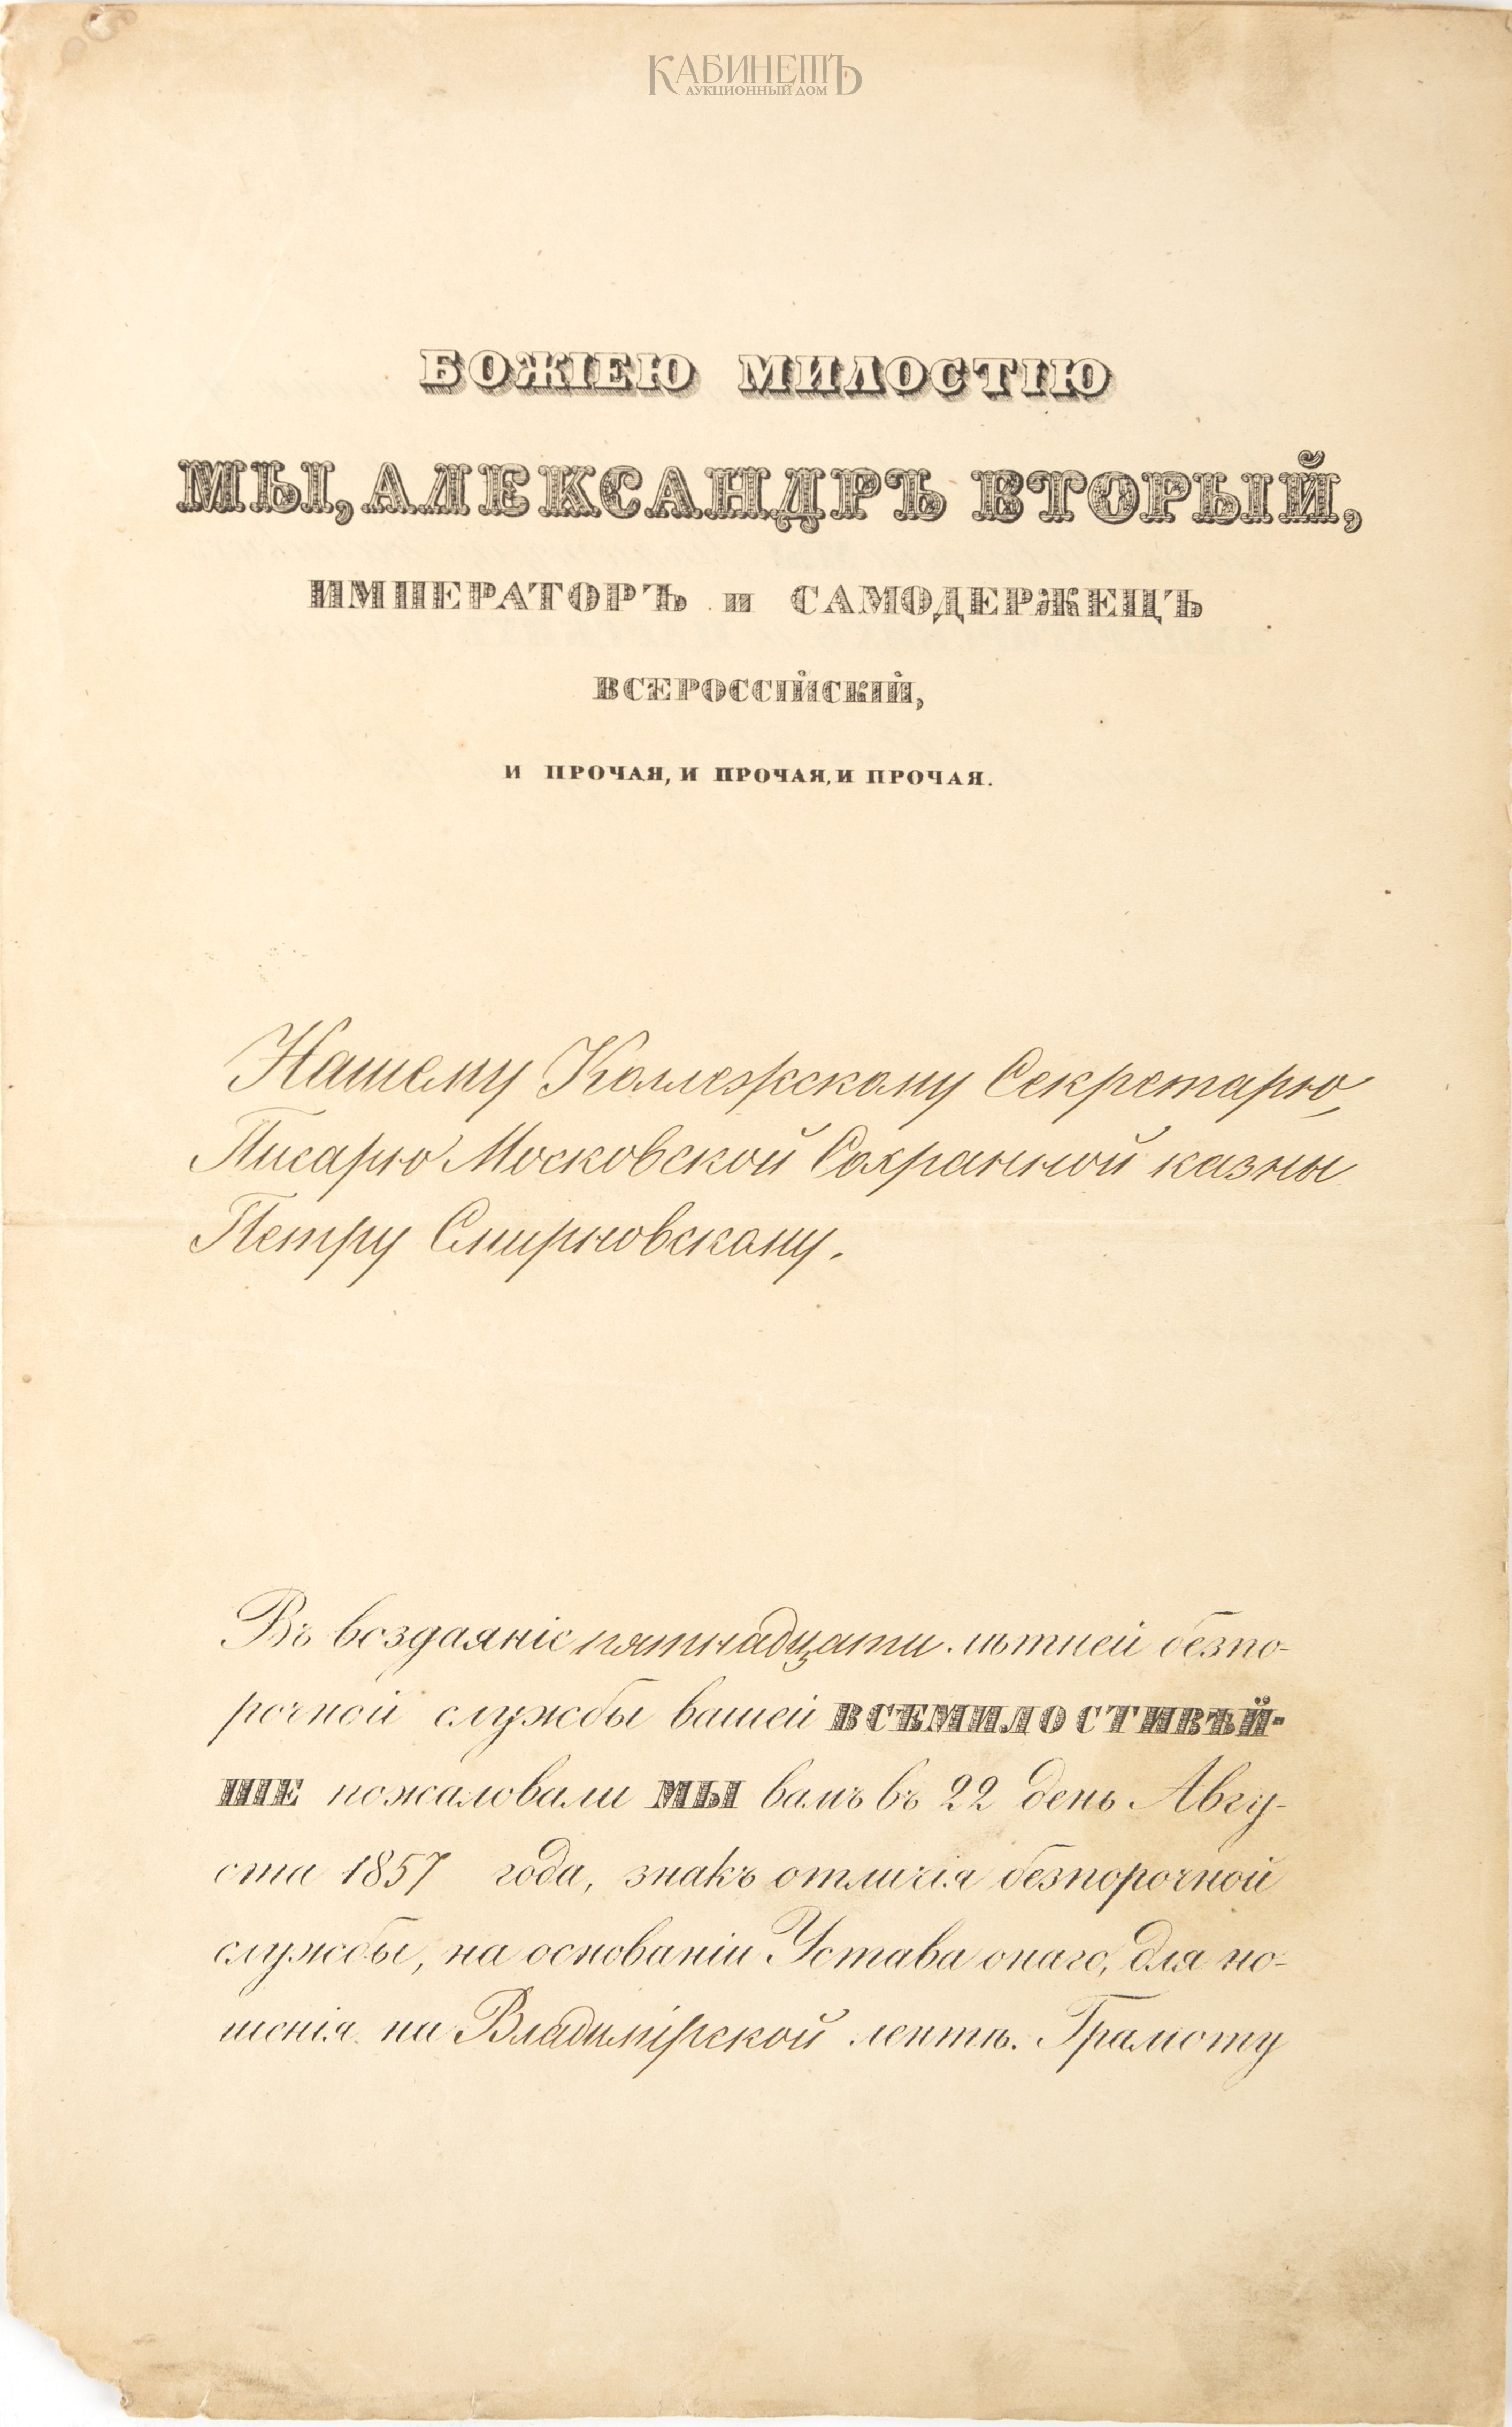 КАБИНЕТЪ
АУКЦИОННЫЙ ДОМ
БОЖІЕЮ МИЛОСТІЮ
МЫ, АЛЕКСАНДРЪ ВТОРЫЙ,
ИМПЕРАТОРЪ и САМОДЕРЖЕЦЪ
ВСЕРОССІЙСКІЙ,
И ПРОЧАЯ, И ПРОЧАЯ, И ПРОЧАЯ.
Нашему Коллежскому Секретарю,
Писарю Московской Сохранной казны
Петру Смирновскому.
Въ воздаяніе пятнадцати лѣтней безпо-
рочной службы вашей ВСЕМИЛОСТИВѢЙ-
ШЕ пожаловали МЫ вамъ въ 22 день Авгу-
ста 1857 года, знакъ отличія безпорочной
службы, на основаніи Устава онаго, для но-
шенія на Владимірской лентѣ. Грамоту